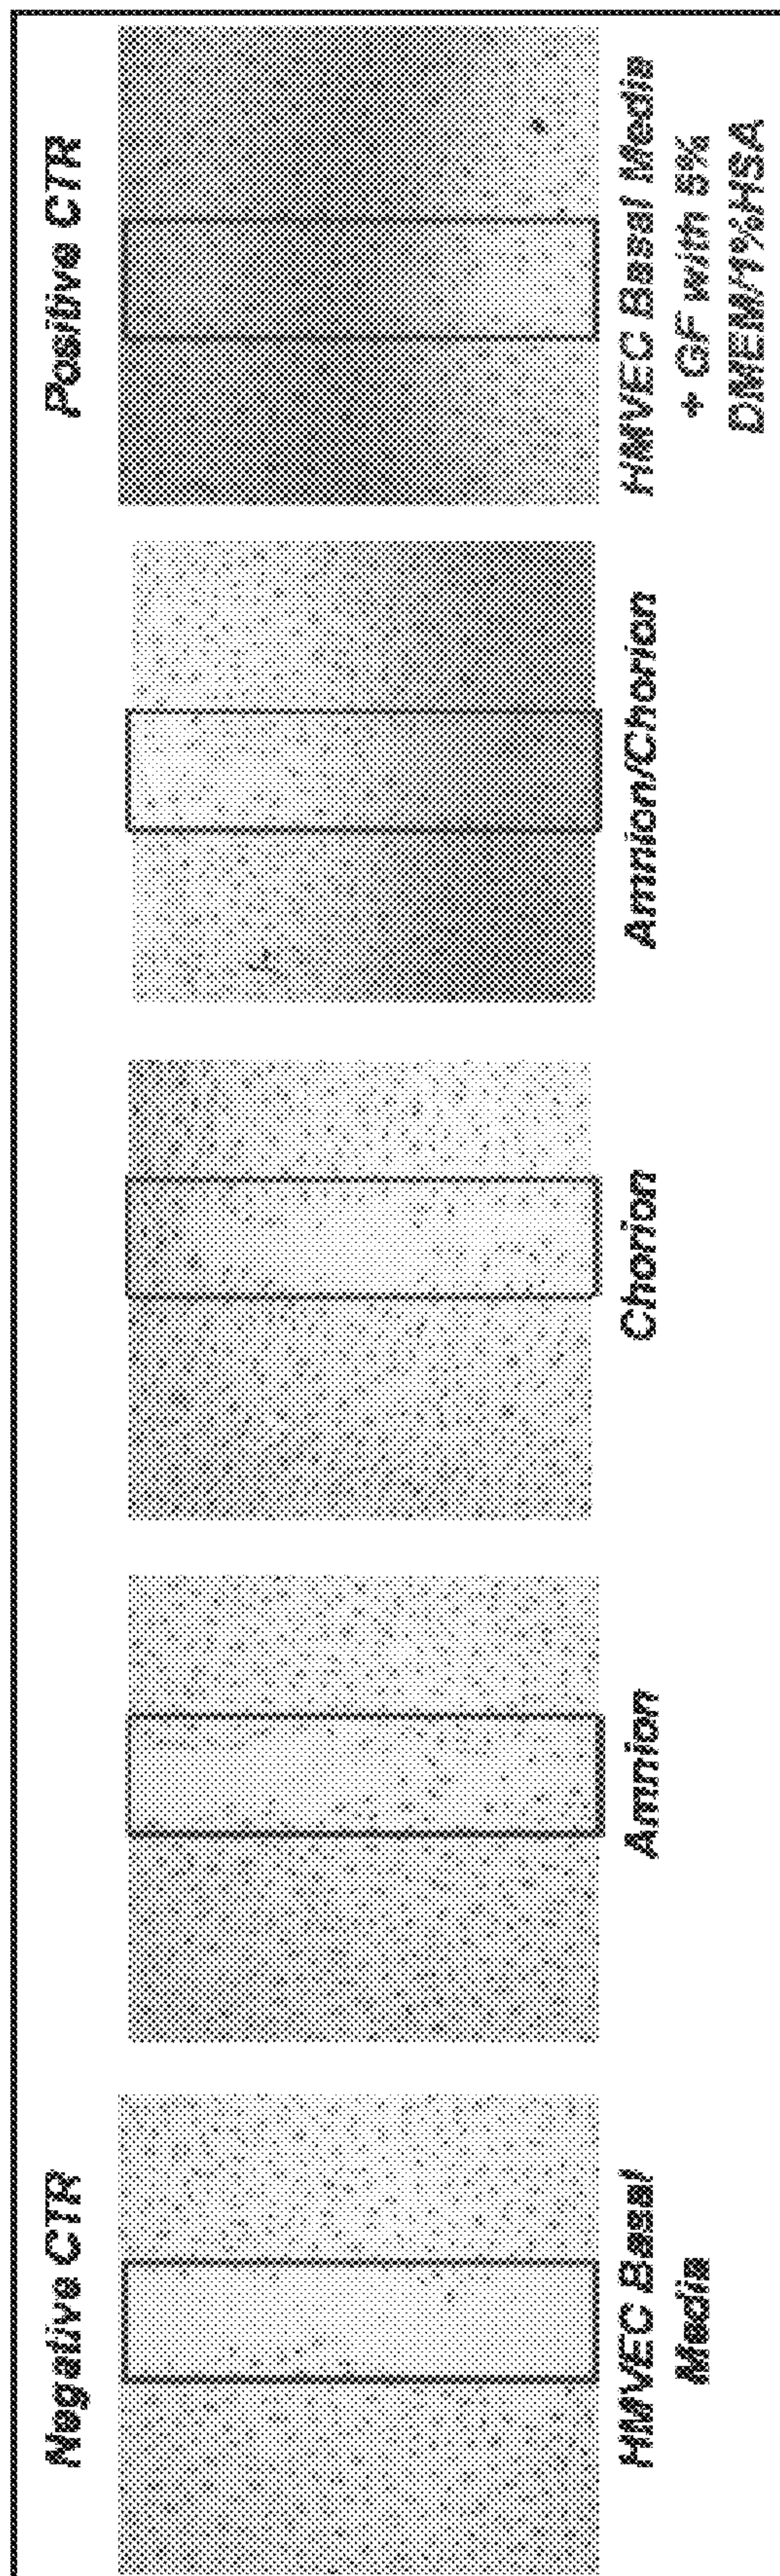 Negative CTR
Positive CTR
HMVEC Basal
Media
Amnion
Chorion
Amnion/Chorion
HMVEC Basal Media
+ GF with 5%
DMEM/1%HSA